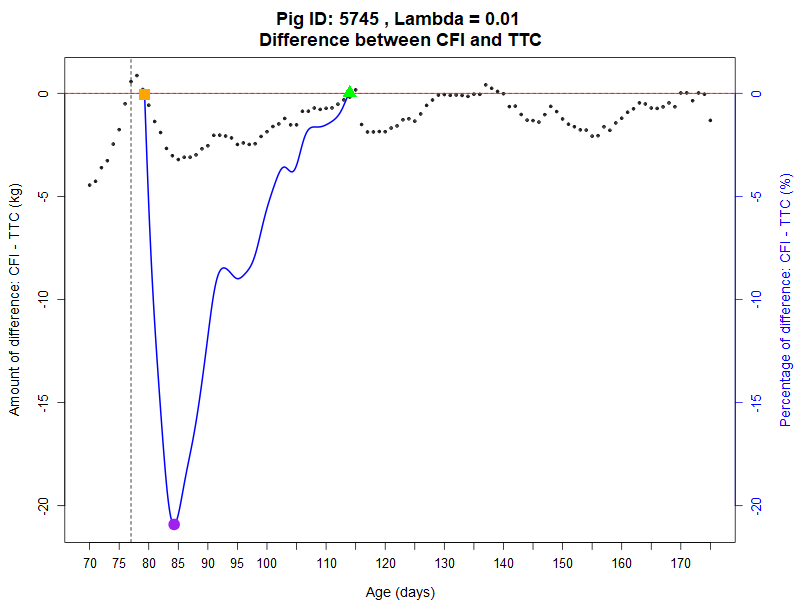 Pig ID: 5745 , Lambda = 0.01
Difference between CFI and TTC
Amount of difference: CFI - TTC (kg)
0
-5
-10
-15
-20
Percentage of difference: CFI - TTC (%)
0
-5
-10
-15
-20
70 75 80 85 90 95 100 110 120 130 140 150 160 170
Age (days)